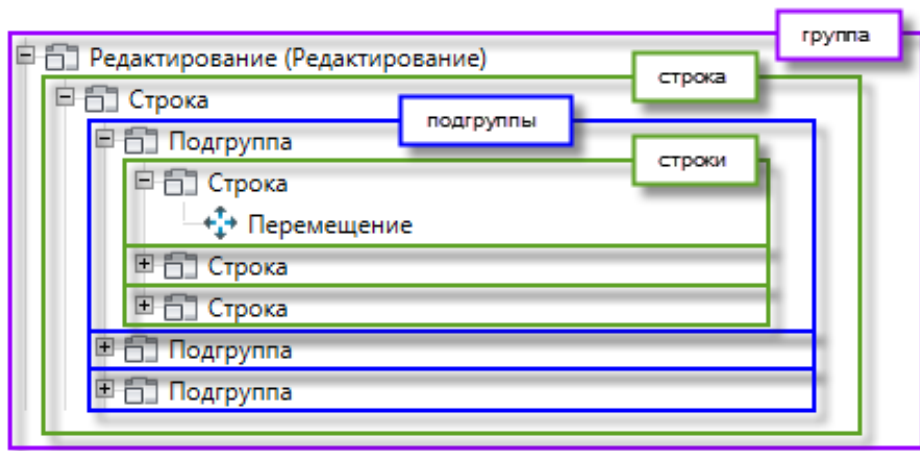 группа
Редактирование (Редактирование)
строка
Строка
подгруппы
Подгруппа
строки
Строка
Перемещение
Строка
Строка
Подгруппа
Подгруппа